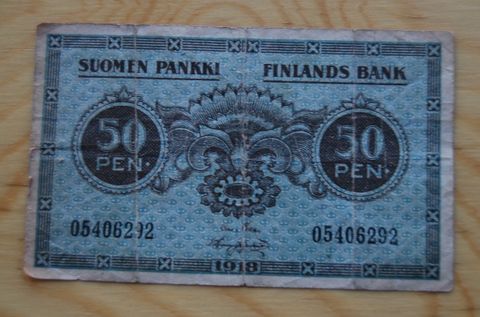 SUOMEN PANKKI FINLANDS BANK
50 50
PEN. PEN.
05406292 05406292
1918